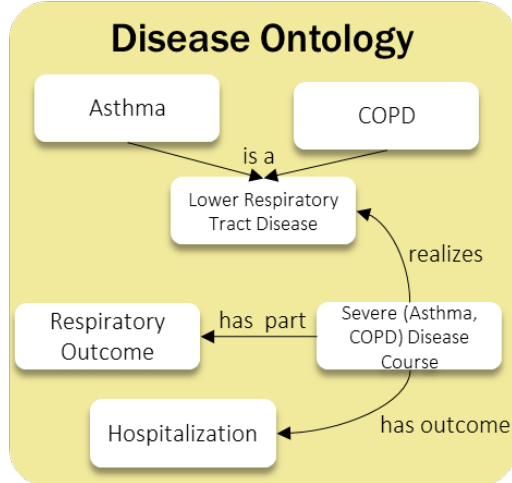 Disease Ontology
Asthma
COPD
is a
Lower Respiratory
Tract Disease
realizes
Respiratory
Outcome
has part
Severe (Asthma,
COPD) Disease
Course
Hospitalization
has outcome